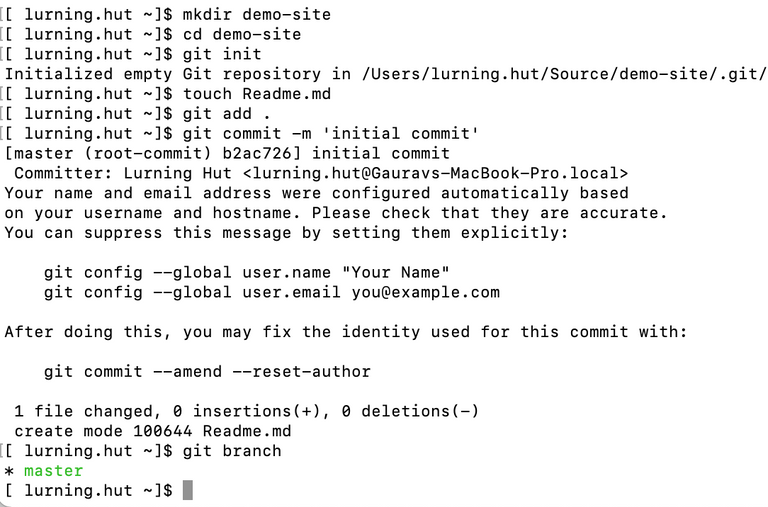 [[ lurning.hut ~]$ mkdir demo-site
[[ lurning.hut ~]$ cd demo-site
[[ lurning.hut ~]$ git init
Initialized empty Git repository in /Users/lurning.hut/Source/demo-site/.git/
[[ lurning.hut ~]$ touch Readme.md
[[ lurning.hut ~]$ git add .
[[ lurning.hut ~]$ git commit -m 'initial commit'
[master (root-commit) b2ac726] initial commit
 Committer: Lurning Hut <lurning.hut@Gauravs-MacBook-Pro.local>
Your name and email address were configured automatically based
on your username and hostname. Please check that they are accurate.
You can suppress this message by setting them explicitly:

    git config --global user.name "Your Name"
    git config --global user.email you@example.com

After doing this, you may fix the identity used for this commit with:

    git commit --amend --reset-author

 1 file changed, 0 insertions(+), 0 deletions(-)
 create mode 100644 Readme.md
[[ lurning.hut ~]$ git branch
* master
[ lurning.hut ~]$